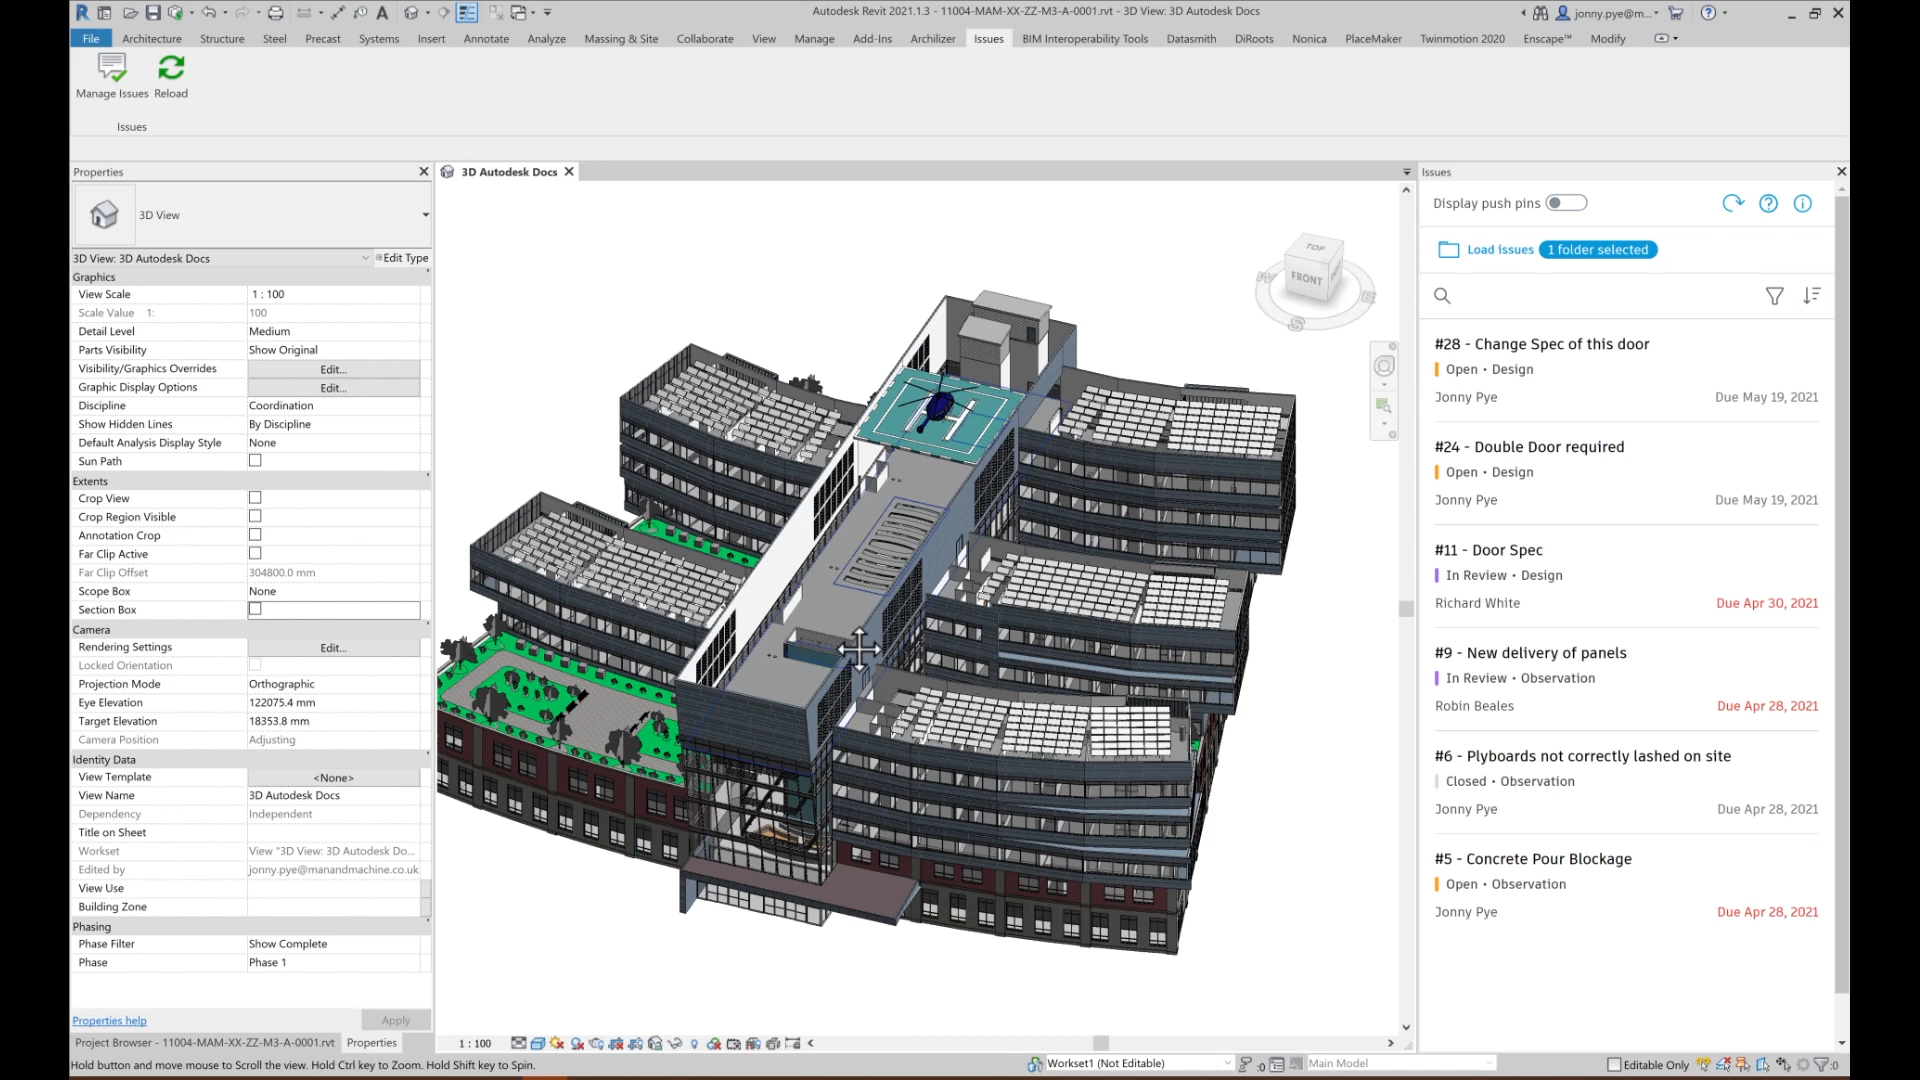 Autodesk Revit 2021.1.3 - 11004-MAM-XX-ZZ-M3-A-0001.rvt - 3D View: 3D Autodesk Docs
jonny.pye@m...
File Architecture Structure Steel Precast Systems Insert Annotate Analyze Massing & Site Collaborate View Manage Add-Ins Archilizer Issues BIM Interoperability Tools Datasmith DiRoots Nonica PlaceMaker Twinmotion 2020 Enscape™ Modify
Manage Issues Reload
Issues
Properties
3D View
3D View: 3D Autodesk Docs Edit Type
Graphics
View Scale 1 : 100
Scale Value 1: 100
Detail Level Medium
Parts Visibility Show Original
Visibility/Graphics Overrides Edit...
Graphic Display Options Edit...
Discipline Coordination
Show Hidden Lines By Discipline
Default Analysis Display Style None
Sun Path
Extents
Crop View
Crop Region Visible
Annotation Crop
Far Clip Active
Far Clip Offset 304800.0 mm
Scope Box None
Section Box
Camera
Rendering Settings Edit...
Locked Orientation
Projection Mode Orthographic
Eye Elevation 122075.4 mm
Target Elevation 18353.8 mm
Camera Position Adjusting
Identity Data
View Template <None>
View Name 3D Autodesk Docs
Dependency Independent
Title on Sheet
Workset View "3D View: 3D Autodesk Do...
Edited by jonny.pye@manandmachine.co.uk
View Use
Building Zone
Phasing
Phase Filter Show Complete
Phase Phase 1
Properties help Apply
Project Browser - 11004-MAM-XX-ZZ-M3-A-0001.rvt Properties
3D Autodesk Docs
TOP
FRONT
W
S
E
H
1 : 100
Issues
Display push pins
Load issues 1 folder selected
#28 - Change Spec of this door
Open • Design
Jonny Pye Due May 19, 2021
#24 - Double Door required
Open • Design
Jonny Pye Due May 19, 2021
#11 - Door Spec
In Review • Design
Richard White Due Apr 30, 2021
#9 - New delivery of panels
In Review • Observation
Robin Beales Due Apr 28, 2021
#6 - Plyboards not correctly lashed on site
Closed • Observation
Jonny Pye Due Apr 28, 2021
#5 - Concrete Pour Blockage
Open • Observation
Jonny Pye Due Apr 28, 2021
Hold button and move mouse to Scroll the view. Hold Ctrl key to Zoom. Hold Shift key to Spin. Workset1 (Not Editable) :0 Main Model Editable Only :0